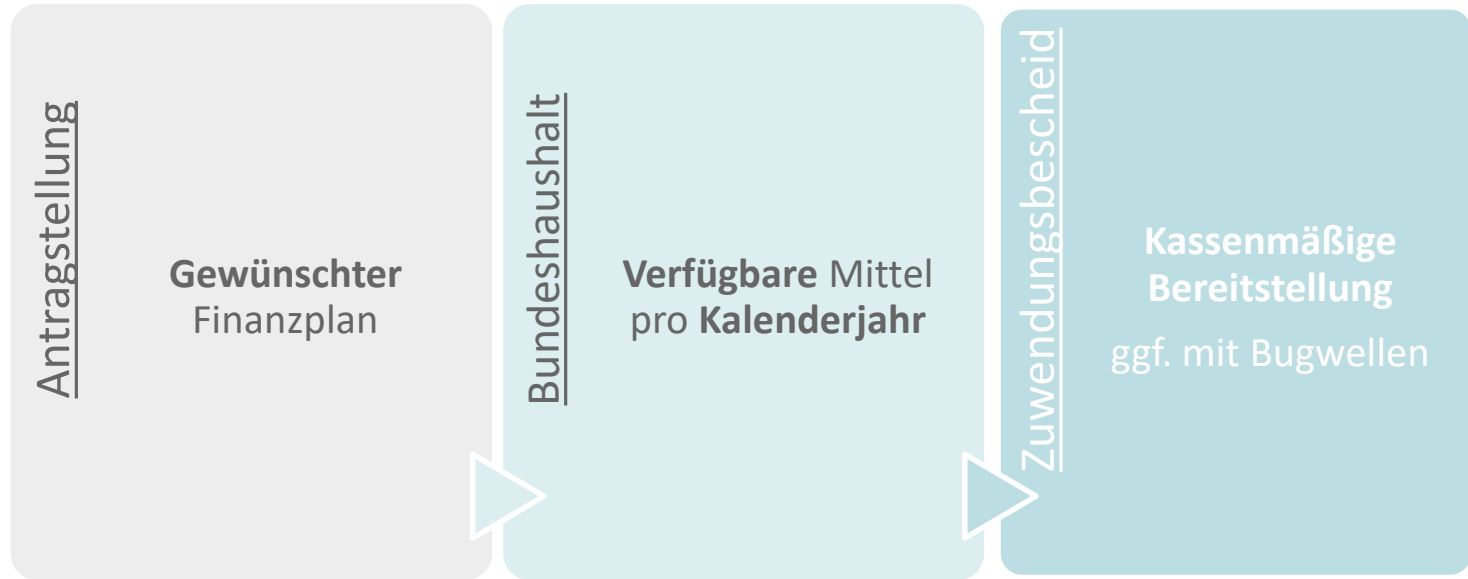 Antragstellung
Gewünschter
Finanzplan
Bundeshaushalt
Verfügbare Mittel
pro Kalenderjahr
Zuwendungsbescheid
Kassenmäßige
Bereitstellung
ggf. mit Bugwellen